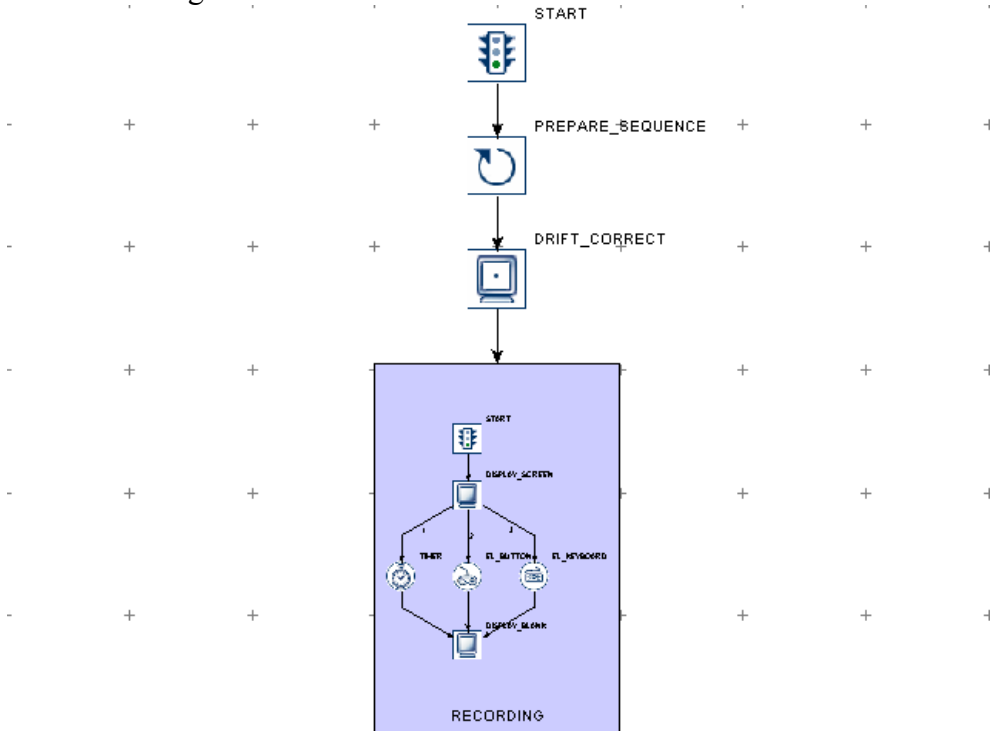 START
PREPARE_SEQUENCE
DRIFT_CORRECT
START
DISPLAY_SCREEN
1
2
3
TIMER
EL_BUTTON
EL_KEYBOARD
DISPLAY_BLANK
RECORDING